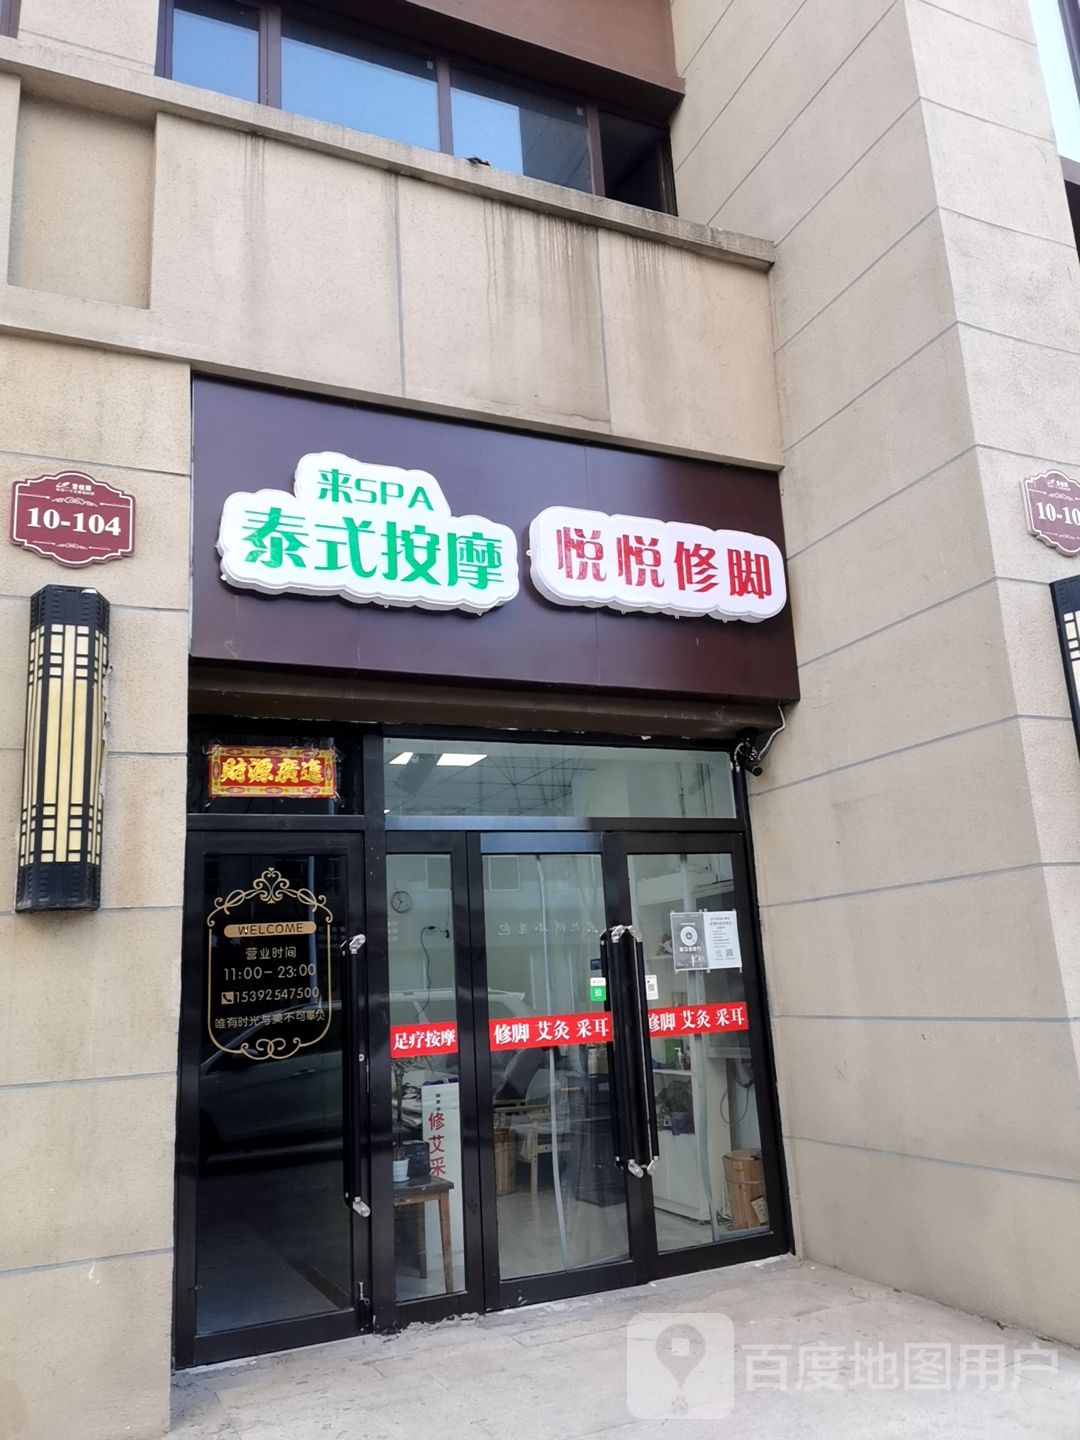 来SPA
泰式按摩
悦悦修脚
10-104
10-10
財源廣進
WELCOME
营业时间
11:00-23:00
15392547500
唯有时光与美不可辜负
足疗按摩
修脚 艾灸 采耳
修脚 艾灸 采耳
修艾采
百度地图用户